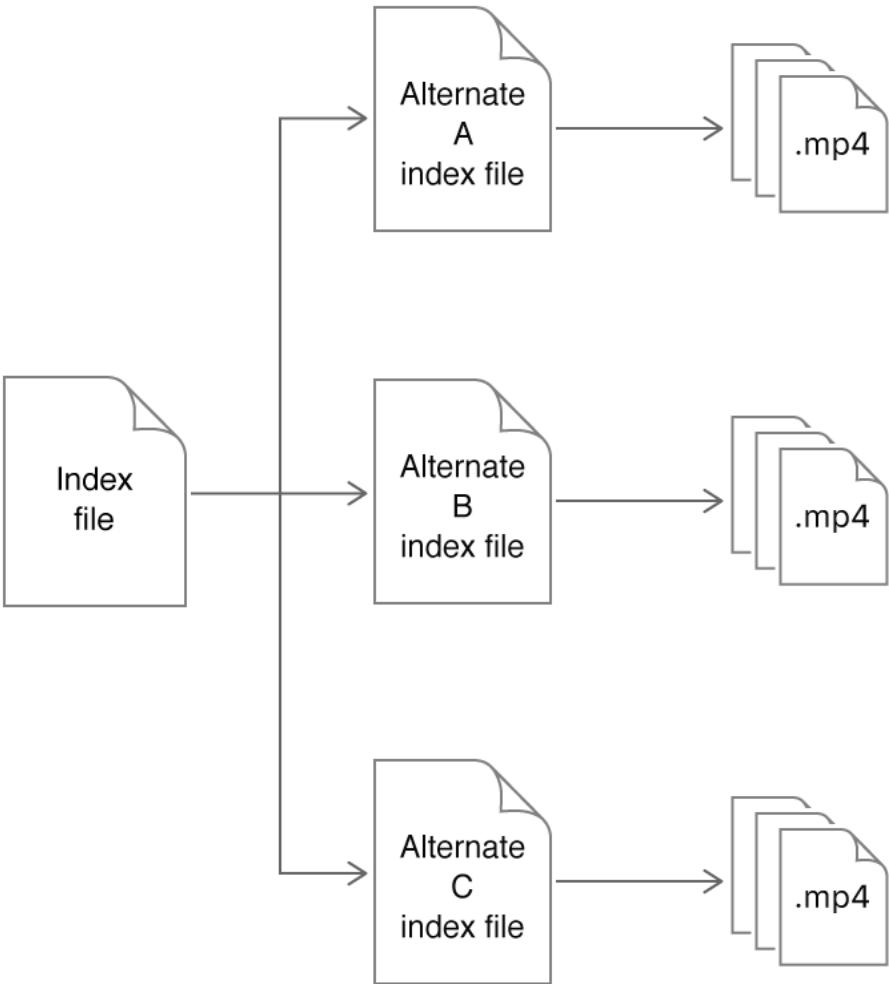 Alternate
A
index file
.mp4
Index
file
Alternate
B
index file
.mp4
Alternate
C
index file
.mp4